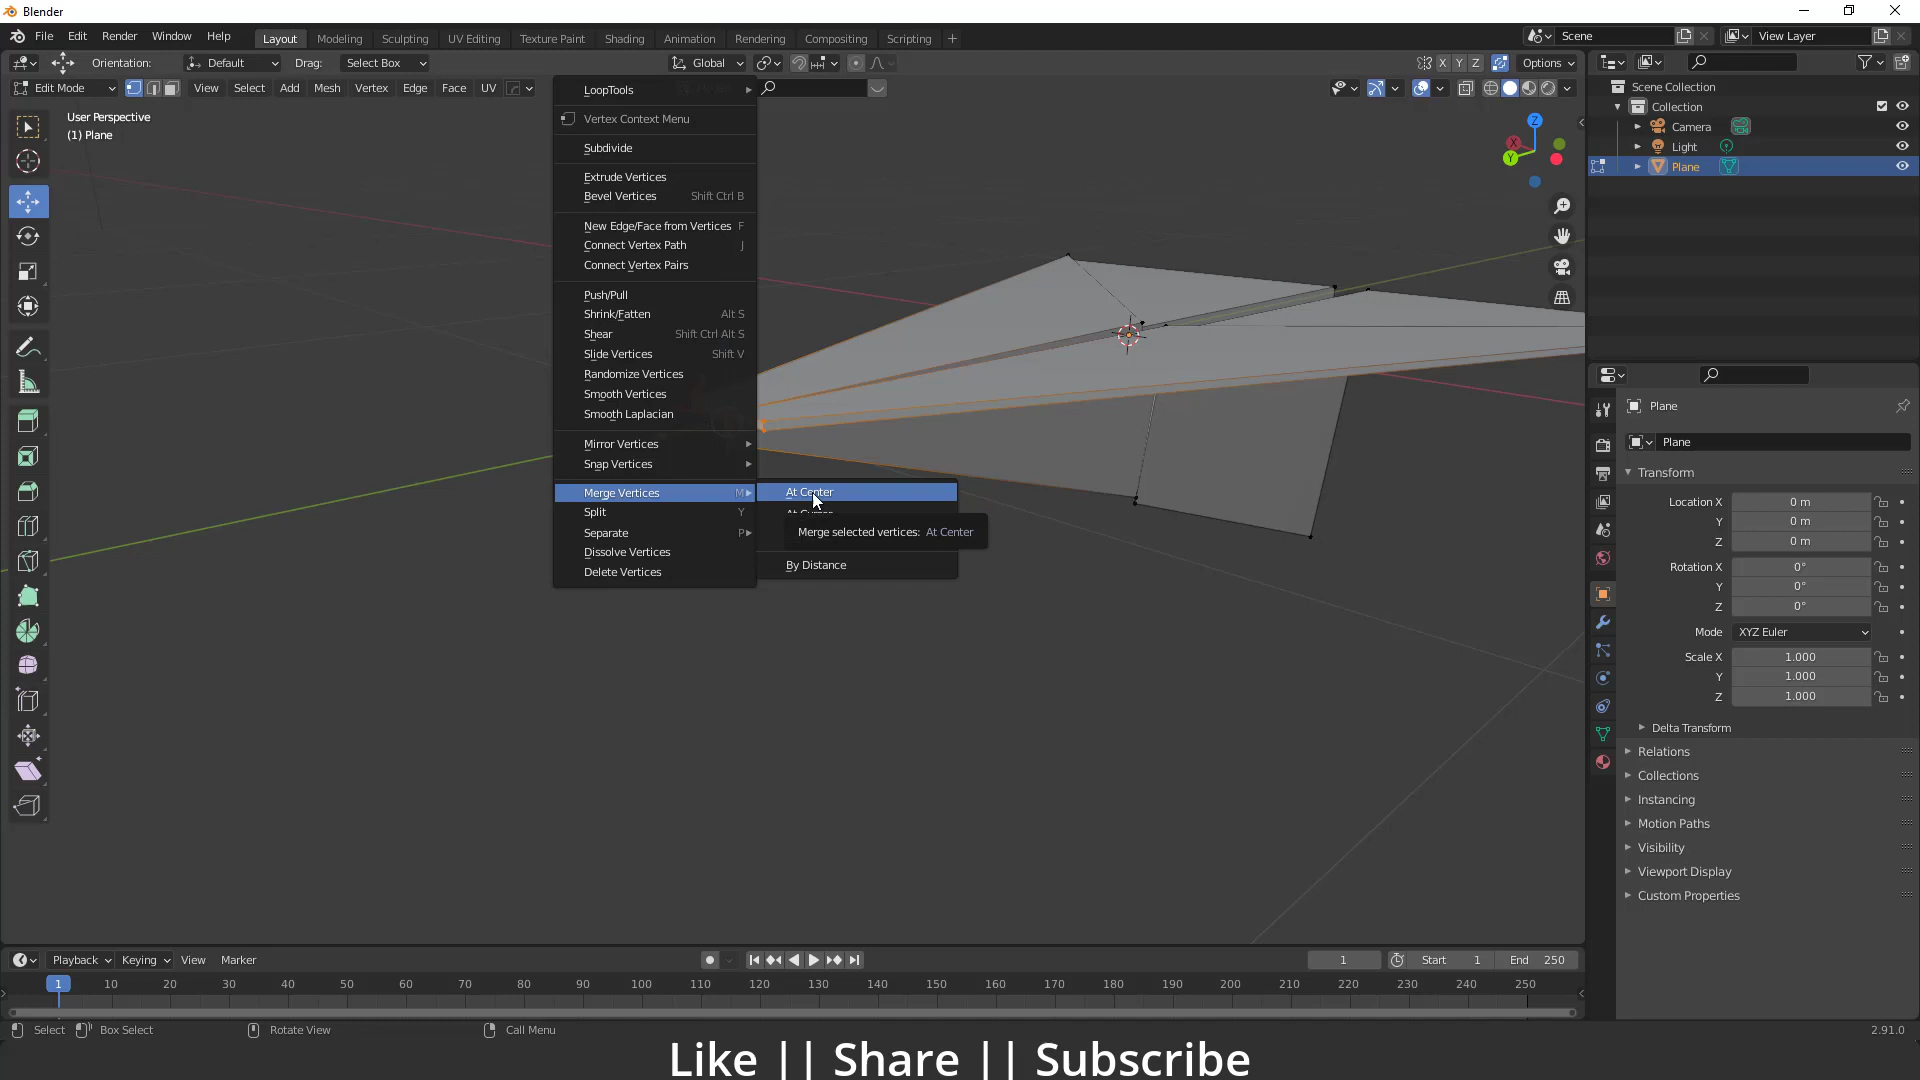 Blender
File Edit Render Window Help
Layout Modeling Sculpting UV Editing Texture Paint Shading Animation Rendering Compositing Scripting +
Scene
View Layer
Orientation: Default Drag: Select Box
Global
X Y Z Options
Edit Mode View Select Add Mesh Vertex Edge Face UV
User Perspective
(1) Plane
LoopTools
Vertex Context Menu
Subdivide
Extrude Vertices
Bevel Vertices Shift Ctrl B
New Edge/Face from Vertices F
Connect Vertex Path J
Connect Vertex Pairs
Push/Pull
Shrink/Fatten Alt S
Shear Shift Ctrl Alt S
Slide Vertices Shift V
Randomize Vertices
Smooth Vertices
Smooth Laplacian
Mirror Vertices
Snap Vertices
Merge Vertices M
Split Y
Separate P
Dissolve Vertices
Delete Vertices
At Center
At Cursor
Merge selected vertices: At Center
By Distance
Z
X
Y
Scene Collection
Collection
Camera
Light
Plane
Plane
Plane
Transform
Location X 0 m
Y 0 m
Z 0 m
Rotation X 0°
Y 0°
Z 0°
Mode XYZ Euler
Scale X 1.000
Y 1.000
Z 1.000
Delta Transform
Relations
Collections
Instancing
Motion Paths
Visibility
Viewport Display
Custom Properties
Playback Keying View Marker
1 Start 1 End 250
1 10 20 30 40 50 60 70 80 90 100 110 120 130 140 150 160 170 180 190 200 210 220 230 240 250
Select Box Select Rotate View Call Menu 2.91.0
Like || Share || Subscribe